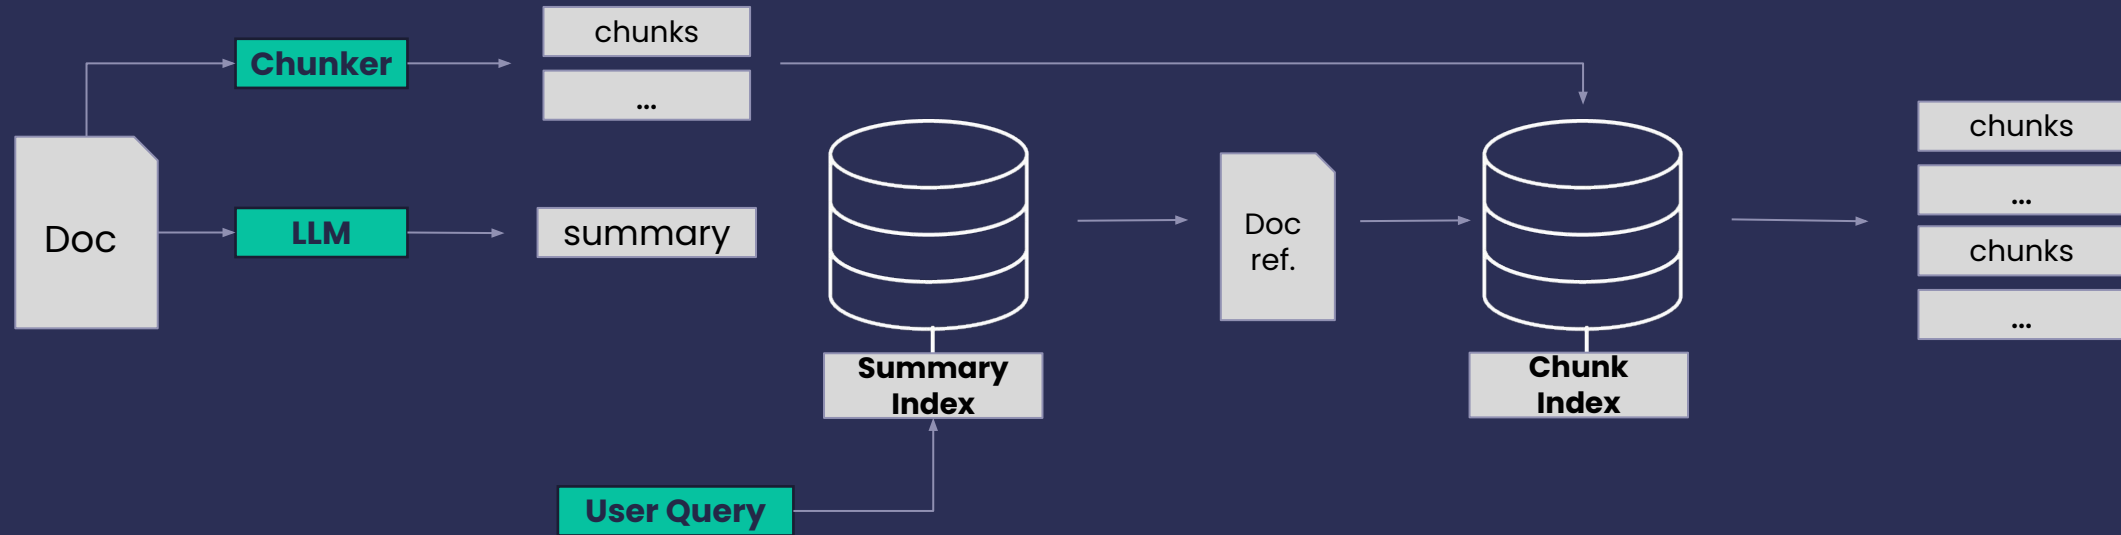 chunks
Chunker
...
Doc
LLM
summary
Doc
ref.
chunks
...
chunks
...
Summary
Index
Chunk
Index
User Query